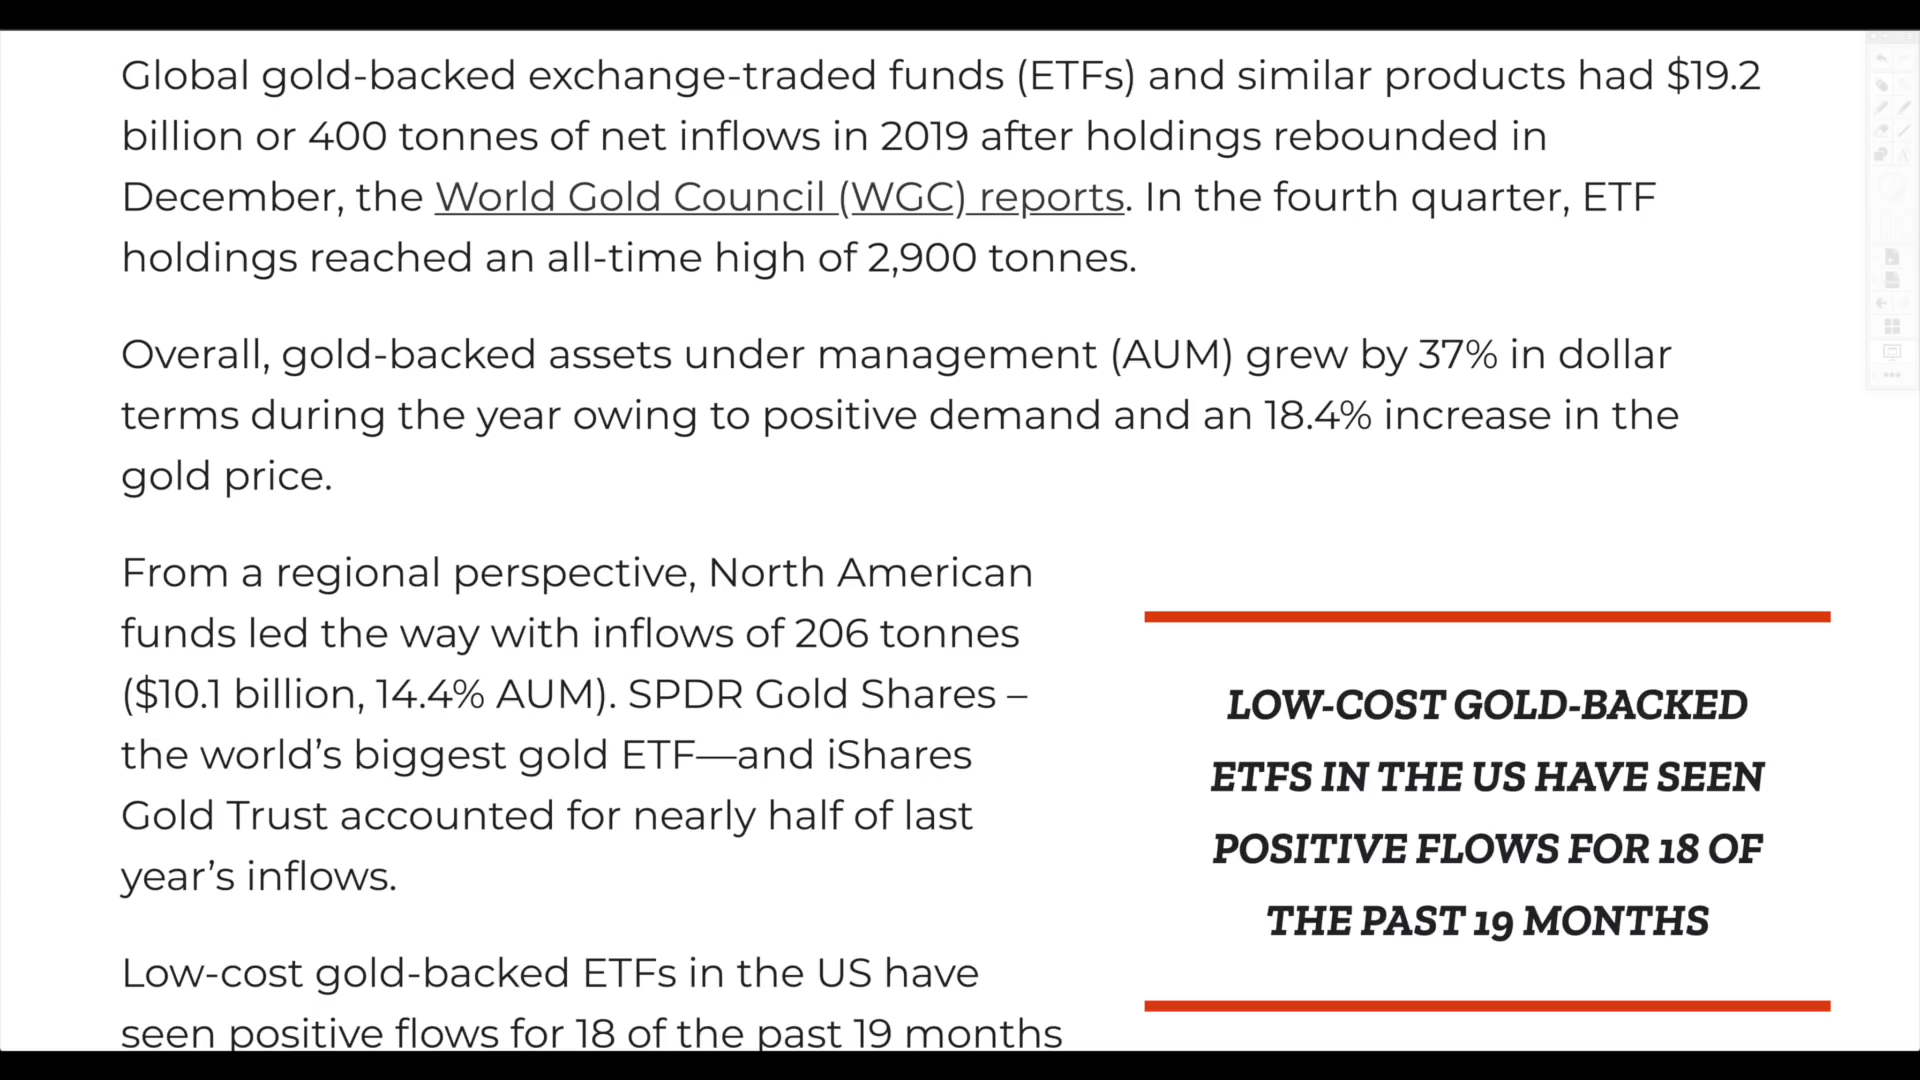 Global gold-backed exchange-traded funds (ETFs) and similar products had $19.2
billion or 400 tonnes of net inflows in 2019 after holdings rebounded in
December, the World Gold Council (WGC) reports. In the fourth quarter, ETF
holdings reached an all-time high of 2,900 tonnes.
Overall, gold-backed assets under management (AUM) grew by 37% in dollar
terms during the year owing to positive demand and an 18.4% increase in the
gold price.
From a regional perspective, North American
funds led the way with inflows of 206 tonnes
($10.1 billion, 14.4% AUM). SPDR Gold Shares –
the world’s biggest gold ETF—and iShares
Gold Trust accounted for nearly half of last
year’s inflows.
Low-cost gold-backed ETFs in the US have
seen positive flows for 18 of the past 19 months
LOW-COST GOLD-BACKED
ETFS IN THE US HAVE SEEN
POSITIVE FLOWS FOR 18 OF
THE PAST 19 MONTHS